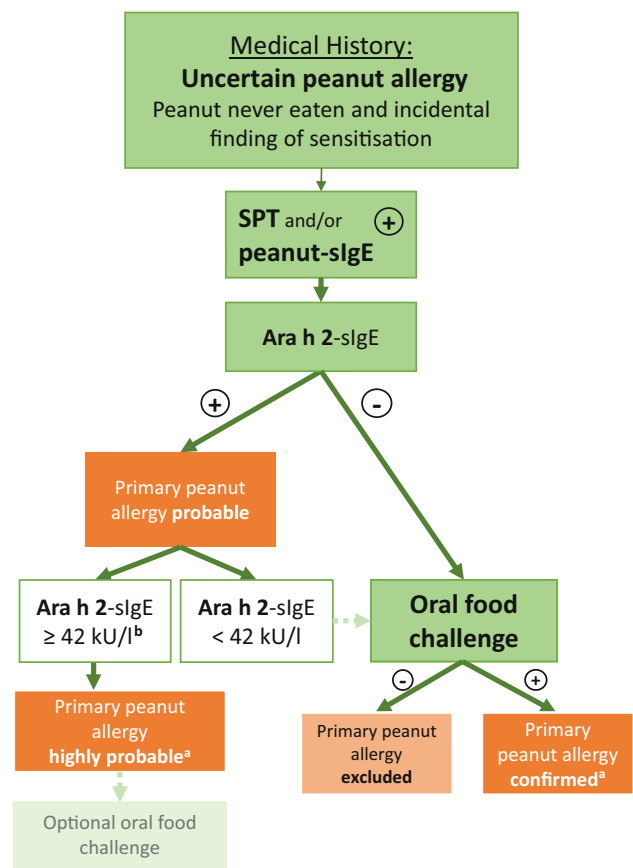 Medical History:
Uncertain peanut allergy
Peanut never eaten and incidental
finding of sensitisation
SPT and/or +
peanut-sIgE
Ara h 2-sIgE
+
-
Primary peanut
allergy probable
Ara h 2-sIgE
≥ 42 kU/lᵇ
Ara h 2-sIgE
< 42 kU/l
Oral food
challenge
-
+
Primary peanut
allergy
highly probableᵃ
Primary peanut
allergy
excluded
Primary
peanut allergy
confirmedᵃ
Optional oral food
challenge